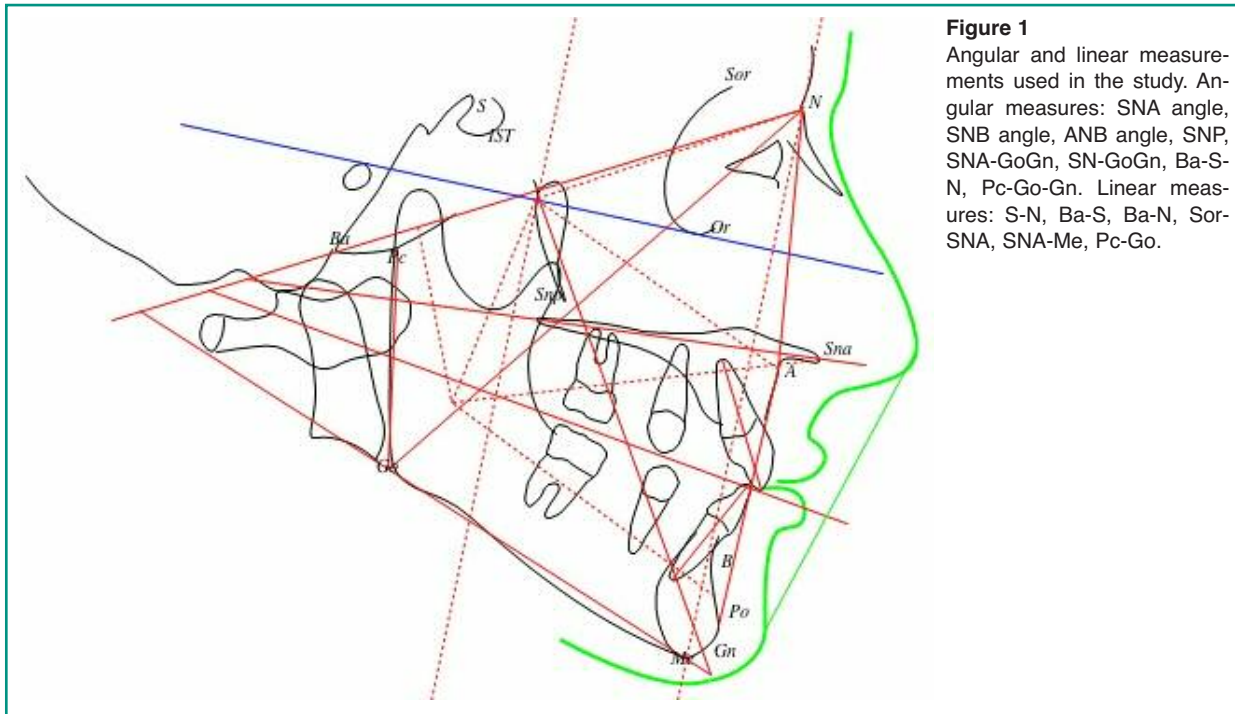 Figure 1
Angular and linear measure-
ments used in the study. An-
gular measures: SNA angle,
SNB angle, ANB angle, SNP,
SNA-GoGn, SN-GoGn, Ba-S-
N, Pc-Go-Gn. Linear meas-
ures: S-N, Ba-S, Ba-N, Sor-
SNA, SNA-Me, Pc-Go.
Sor
N
S
IST
Or
Ba
Pc
Snp
Sna
A
Go
B
Po
Gn
Me